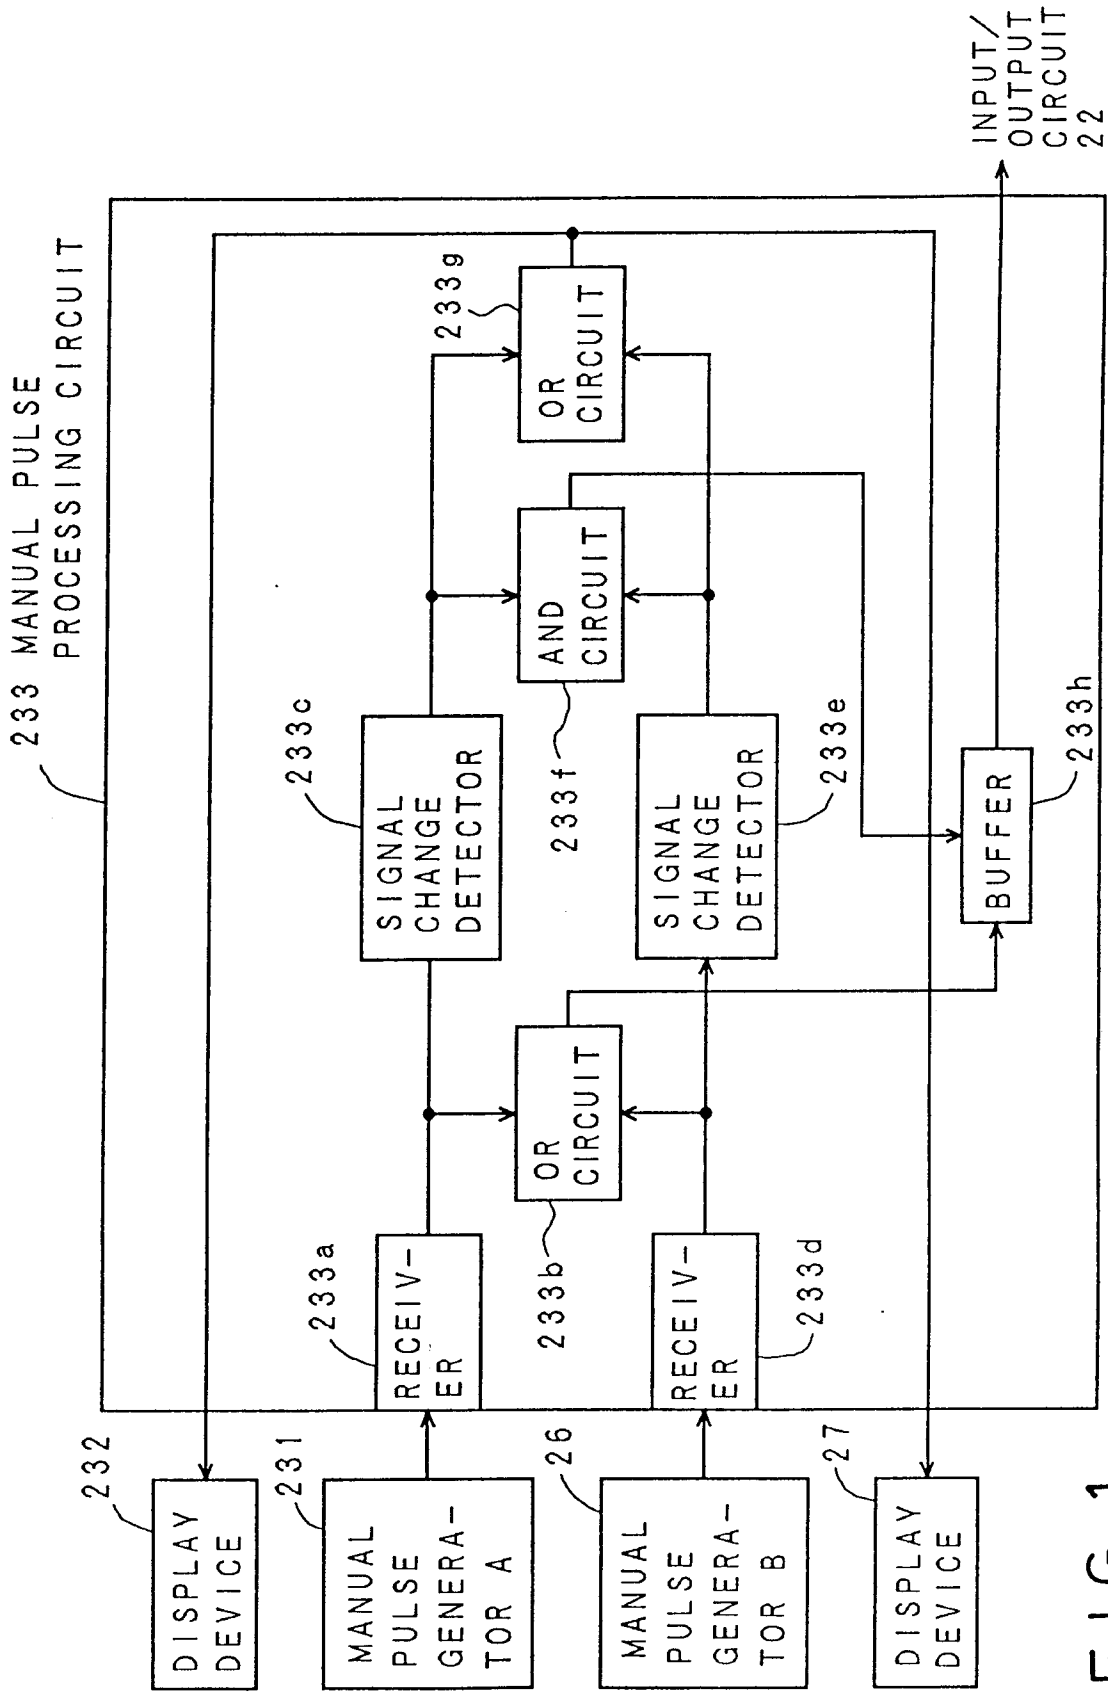 233 MANUAL PULSE
PROCESSING CIRCUIT
232
DISPLAY
DEVICE
231
MANUAL
PULSE
GENERA-
TOR A
26
MANUAL
PULSE
GENERA-
TOR B
27
DISPLAY
DEVICE
233a
RECEIV-
ER
233d
RECEIV-
ER
233b
OR
CIRCUIT
233c
SIGNAL
CHANGE
DETECTOR
233e
SIGNAL
CHANGE
DETECTOR
233f
AND
CIRCUIT
233g
OR
CIRCUIT
233h
BUFFER
INPUT/
OUTPUT
CIRCUIT
22
FIG 1